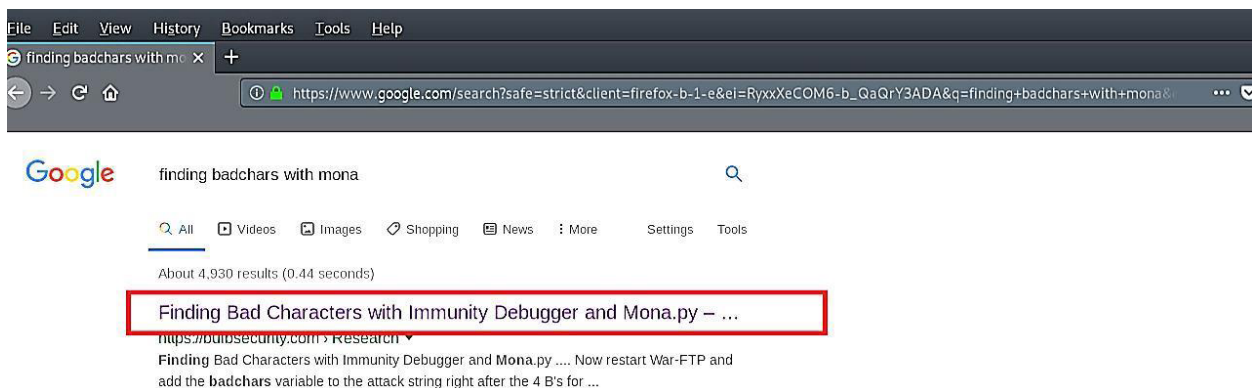 File Edit View History Bookmarks Tools Help
finding badchars with mo
https://www.google.com/search?safe=strict&client=firefox-b-1-e&ei=RyxxXeCOM6-b_QaQrY3ADA&q=finding+badchars+with+mona&
Google finding badchars with mona
All Videos Images Shopping News More Settings Tools
About 4,930 results (0.44 seconds)
Finding Bad Characters with Immunity Debugger and Mona.py – ...
https://bulbsecurity.com › Research
Finding Bad Characters with Immunity Debugger and Mona.py .... Now restart War-FTP and
add the badchars variable to the attack string right after the 4 B's for ...